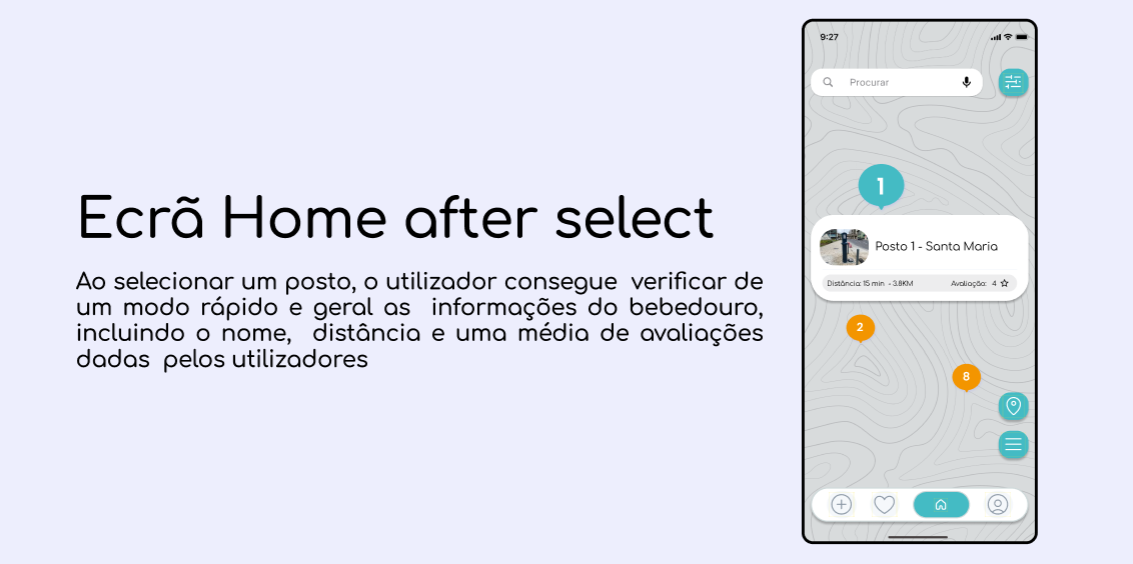 Ecrã Home after select
Ao selecionar um posto, o utilizador consegue verificar de
um modo rápido e geral as informações do bebedouro,
incluindo o nome, distância e uma média de avaliações
dadas pelos utilizadores
9:27
Procurar
1
Posto 1 - Santa Maria
Distância: 15 min - 3.8KM Avaliação: 4
2
8